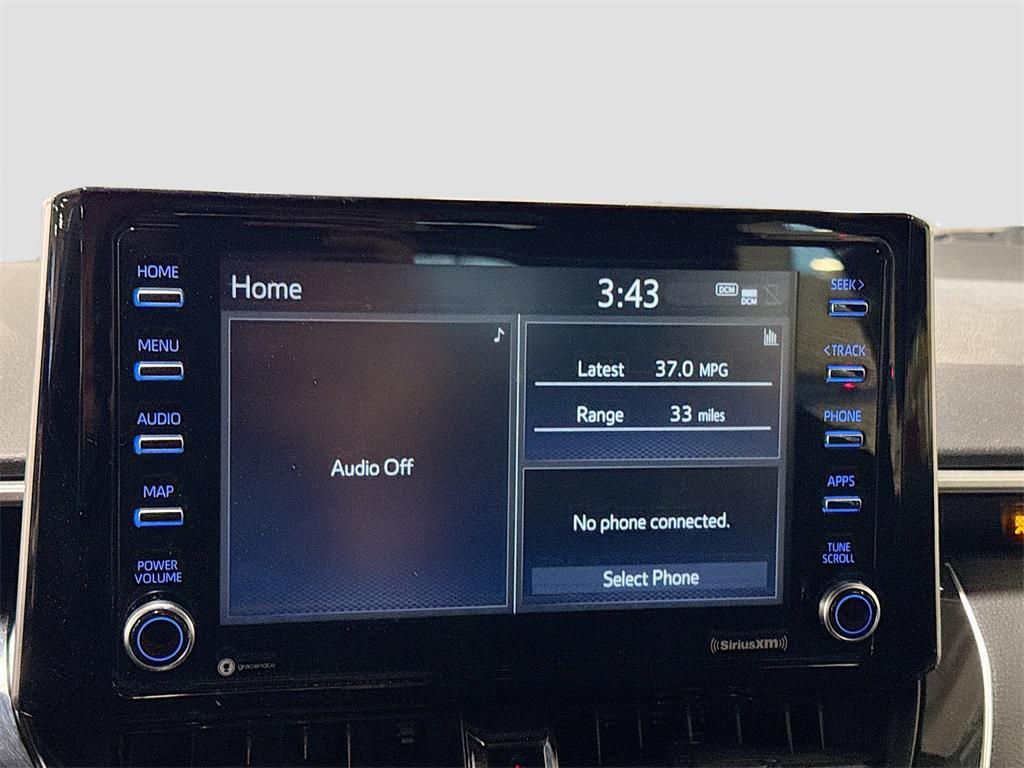 HOME
MENU
AUDIO
MAP
POWER
VOLUME
Home
3:43
DCM
DCM
Audio Off
Latest 37.0 MPG
Range 33 miles
No phone connected.
Select Phone
SEEK >
< TRACK
PHONE
APPS
TUNE
SCROLL
gracenote
((SiriusXM))